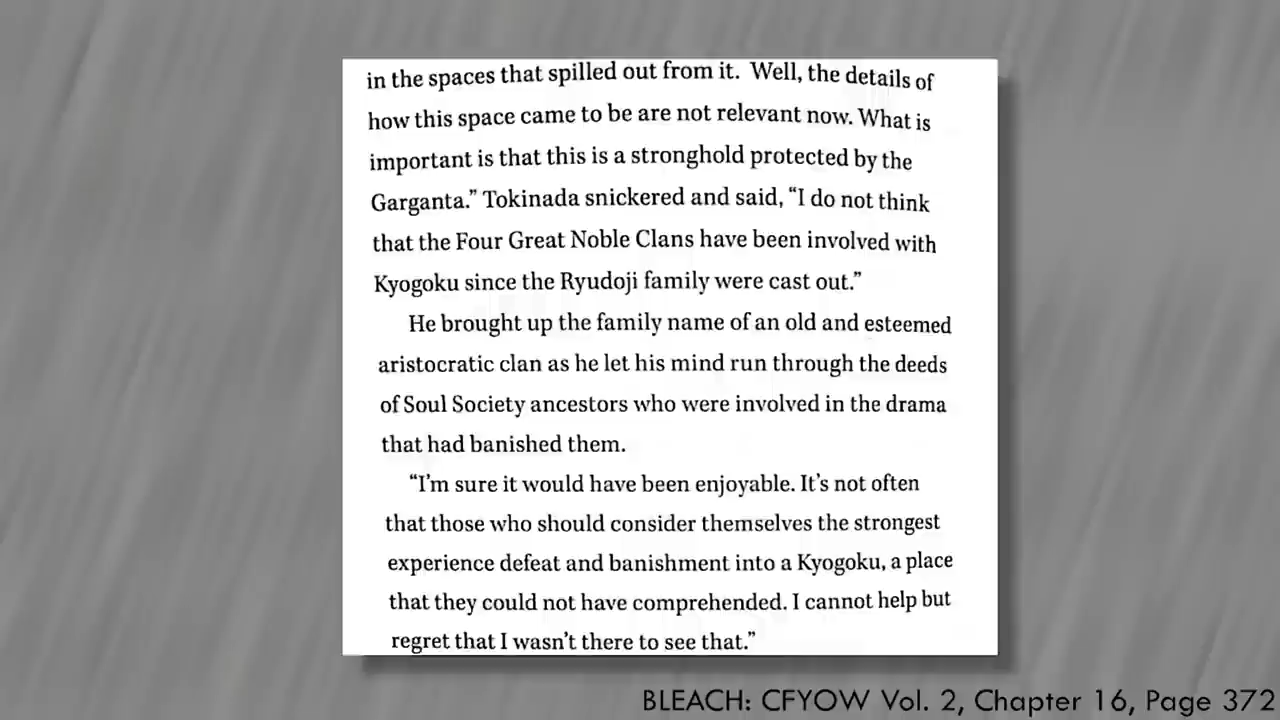 in the spaces that spilled out from it. Well, the details of
how this space came to be are not relevant now. What is
important is that this is a stronghold protected by the
Garganta.” Tokinada snickered and said, “I do not think
that the Four Great Noble Clans have been involved with
Kyogoku since the Ryudoji family were cast out.”
He brought up the family name of an old and esteemed
aristocratic clan as he let his mind run through the deeds
of Soul Society ancestors who were involved in the drama
that had banished them.
“I’m sure it would have been enjoyable. It’s not often
that those who should consider themselves the strongest
experience defeat and banishment into a Kyogoku, a place
that they could not have comprehended. I cannot help but
regret that I wasn’t there to see that.”
BLEACH: CFYOW Vol. 2, Chapter 16, Page 372